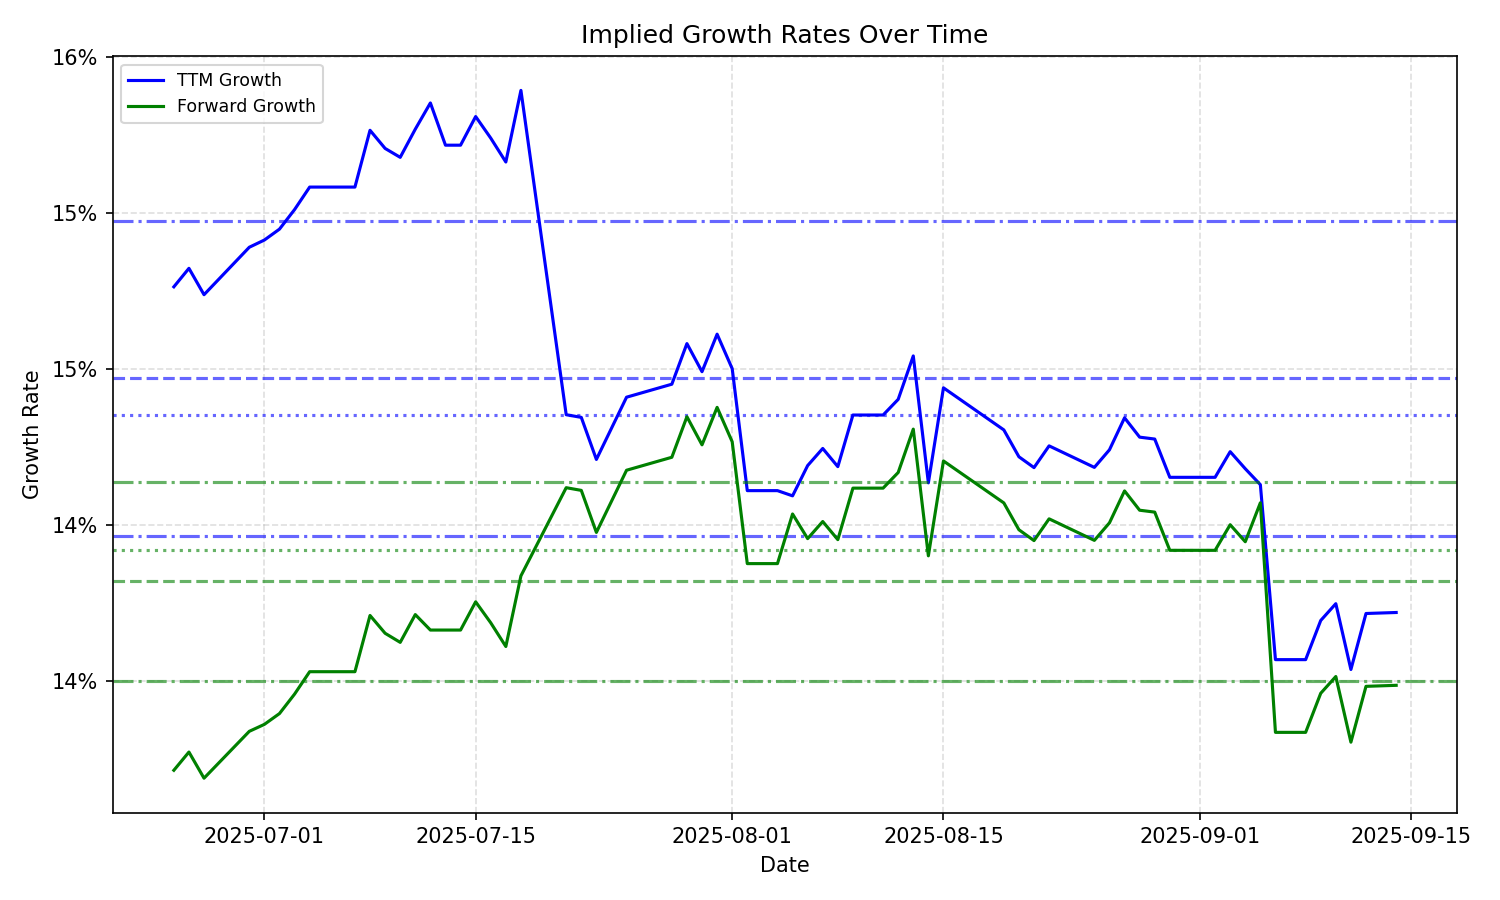 Implied Growth Rates Over Time
TTM Growth
Forward Growth
Growth Rate
16%
15%
15%
14%
14%
2025-07-01
2025-07-15
2025-08-01
2025-08-15
2025-09-01
2025-09-15
Date